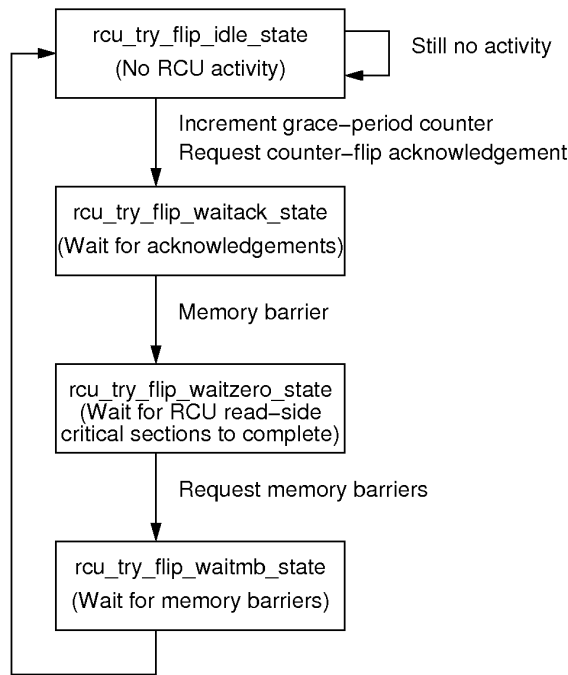 rcu_try_flip_idle_state
(No RCU activity)
Still no activity
Increment grace−period counter
Request counter−flip acknowledgement
rcu_try_flip_waitack_state
(Wait for acknowledgements)
Memory barrier
rcu_try_flip_waitzero_state
(Wait for RCU read−side
critical sections to complete)
Request memory barriers
rcu_try_flip_waitmb_state
(Wait for memory barriers)